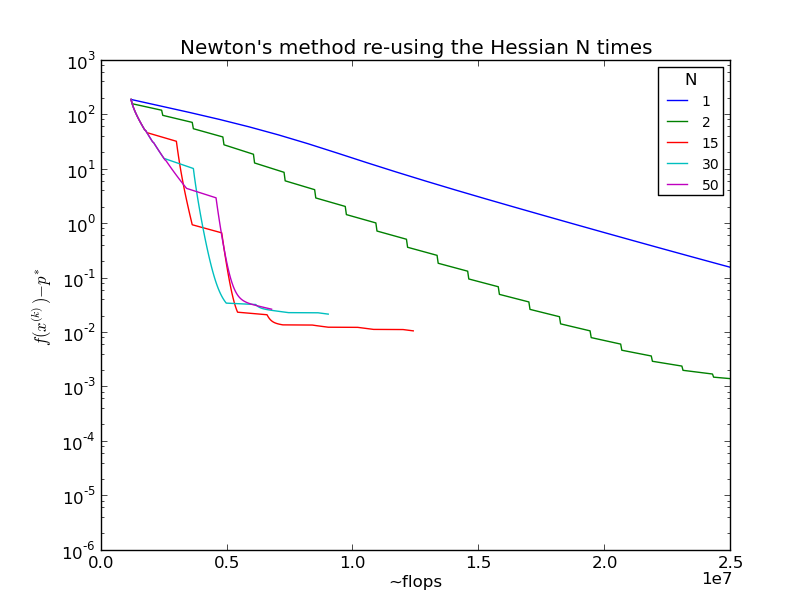 Newton's method re-using the Hessian N times
10^3
10^2
10^1
10^0
10^-1
10^-2
10^-3
10^-4
10^-5
10^-6
f(x^(k)) − p*
N
1
2
15
30
50
0.0 0.5 1.0 1.5 2.0 2.5
1e7
~flops